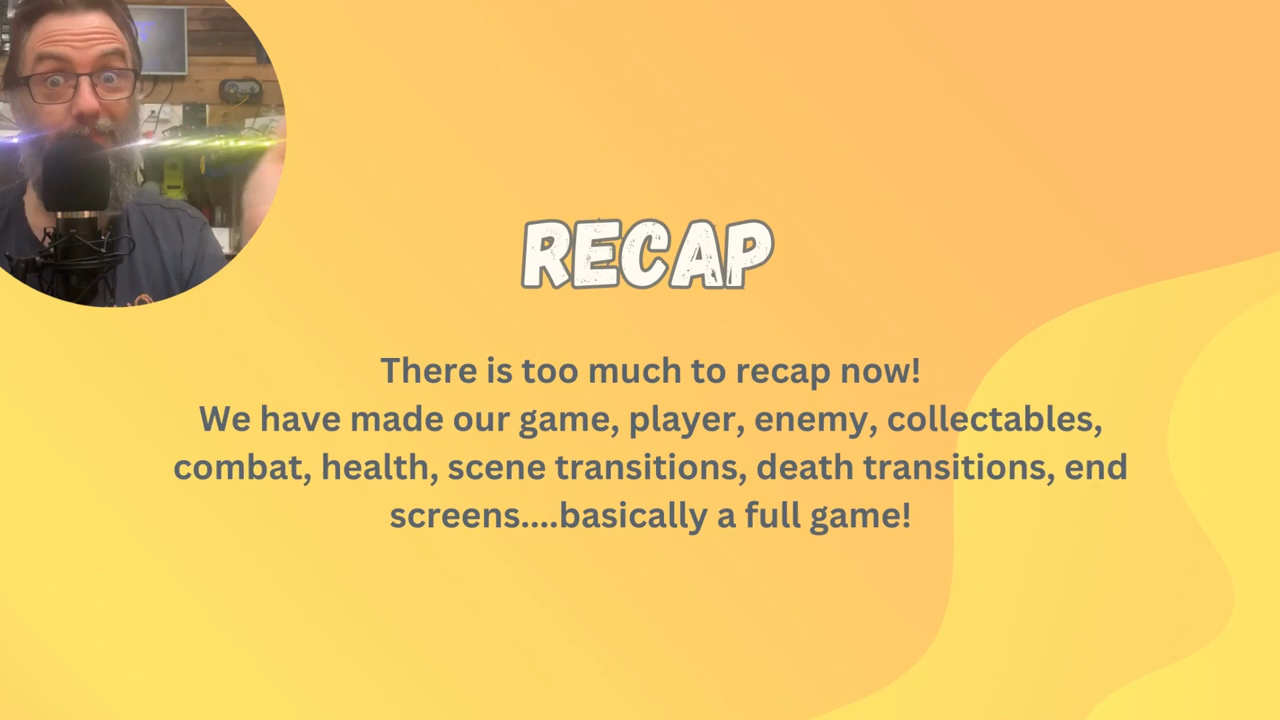 RECAP
There is too much to recap now!
We have made our game, player, enemy, collectables,
combat, health, scene transitions, death transitions, end
screens....basically a full game!